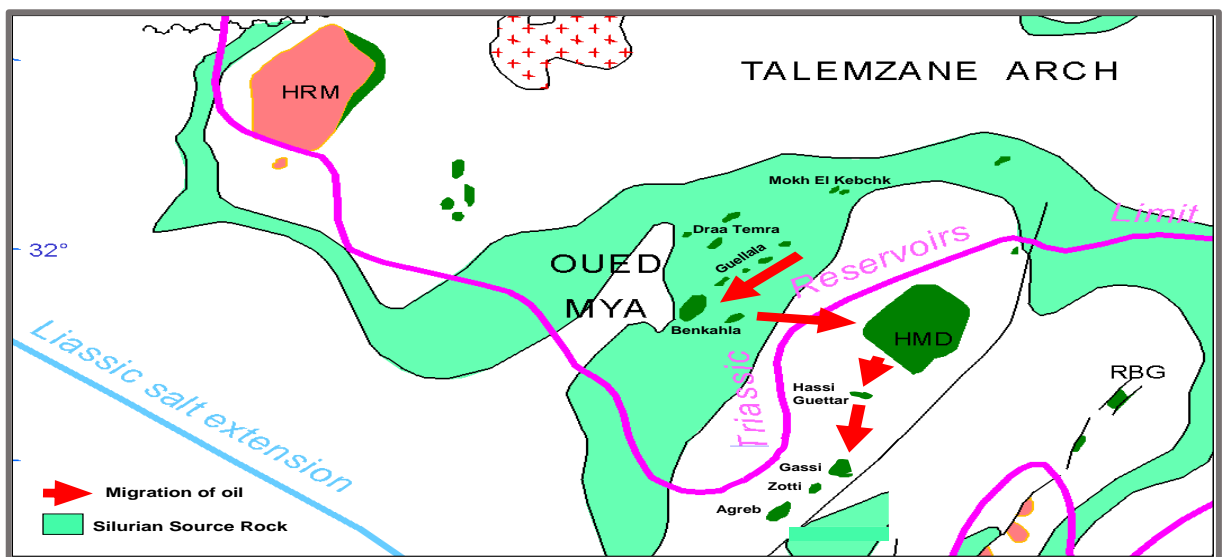 TALEMZANE ARCH
HRM
Mokh El Kebchk
Limit
Draa Temra
32°
Guellala
Reservoirs
OUED
MYA
Benkahla
HMD
Triassic
RBG
Hassi
Guettar
Liassic salt extension
Gassi
Zotti
Agreb
Migration of oil
Silurian Source Rock